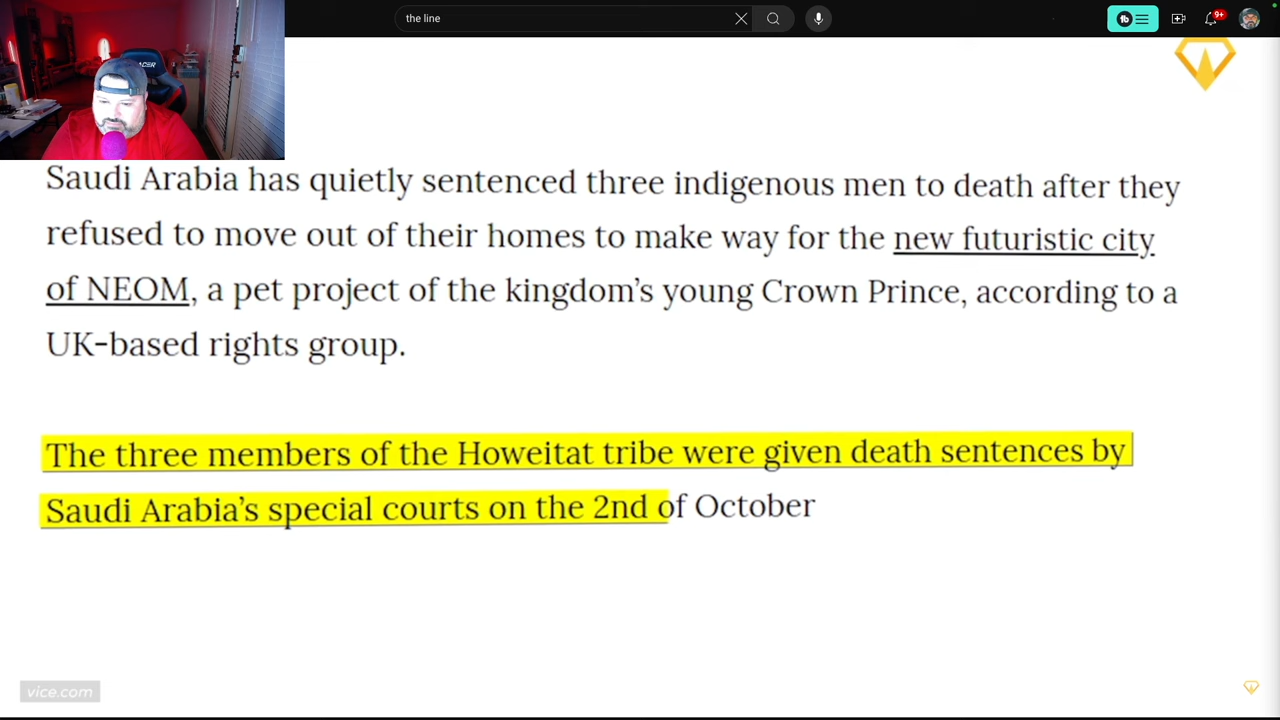 the line
9+
Saudi Arabia has quietly sentenced three indigenous men to death after they
refused to move out of their homes to make way for the new futuristic city
of NEOM, a pet project of the kingdom's young Crown Prince, according to a
UK-based rights group.
The three members of the Howeitat tribe were given death sentences by
Saudi Arabia's special courts on the 2nd of October
vice.com